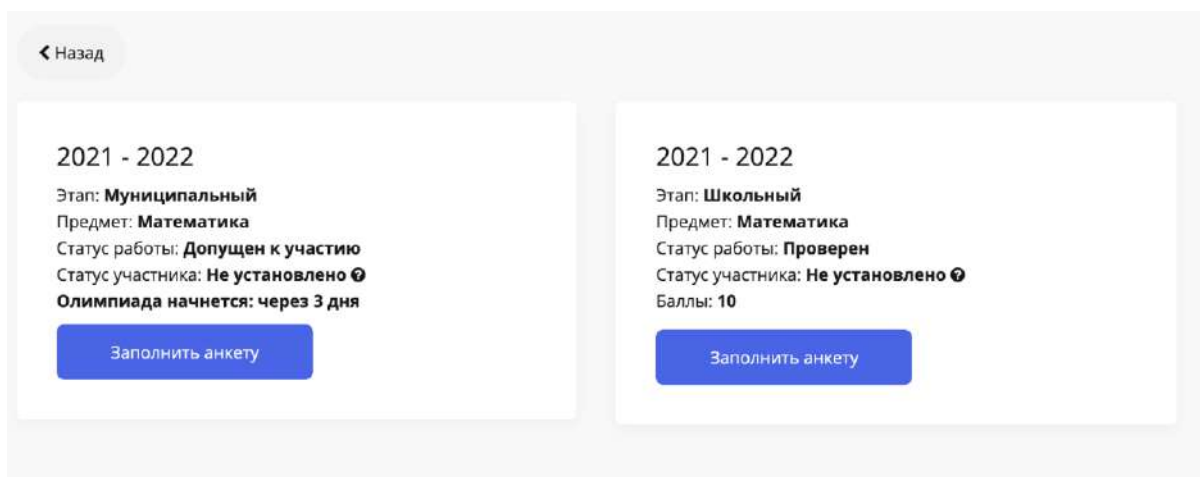 Назад
2021 - 2022
Этап: Муниципальный
Предмет: Математика
Статус работы: Допущен к участию
Статус участника: Не установлено
Олимпиада начнется: через 3 дня
Заполнить анкету
2021 - 2022
Этап: Школьный
Предмет: Математика
Статус работы: Проверен
Статус участника: Не установлено
Баллы: 10
Заполнить анкету